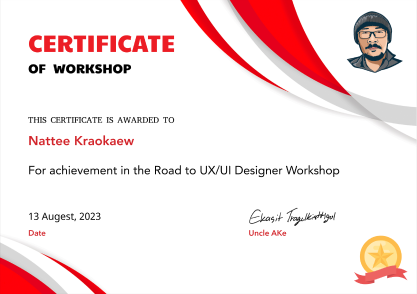 CERTIFICATE
OF WORKSHOP
THIS CERTIFICATE IS AWARDED TO
Nattee Kraokaew
For achievement in the Road to UX/UI Designer Workshop
13 Augest, 2023
Date
Ekasit
Uncle AKe